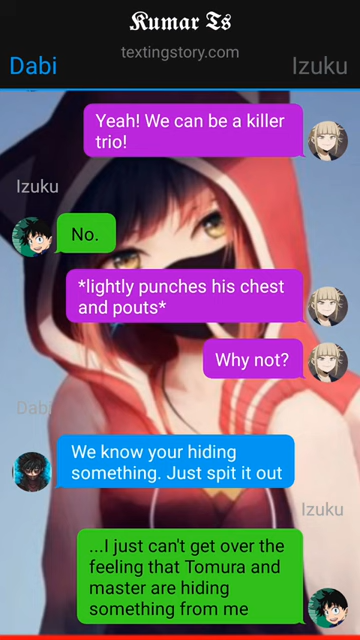 Kumar Ts
textingstory.com
Dabi
Izuku
Yeah! We can be a killer
trio!
Izuku
No.
*lightly punches his chest
and pouts*
Why not?
Dabi
We know your hiding
something. Just spit it out
Izuku
...I just can't get over the
feeling that Tomura and
master are hiding
something from me